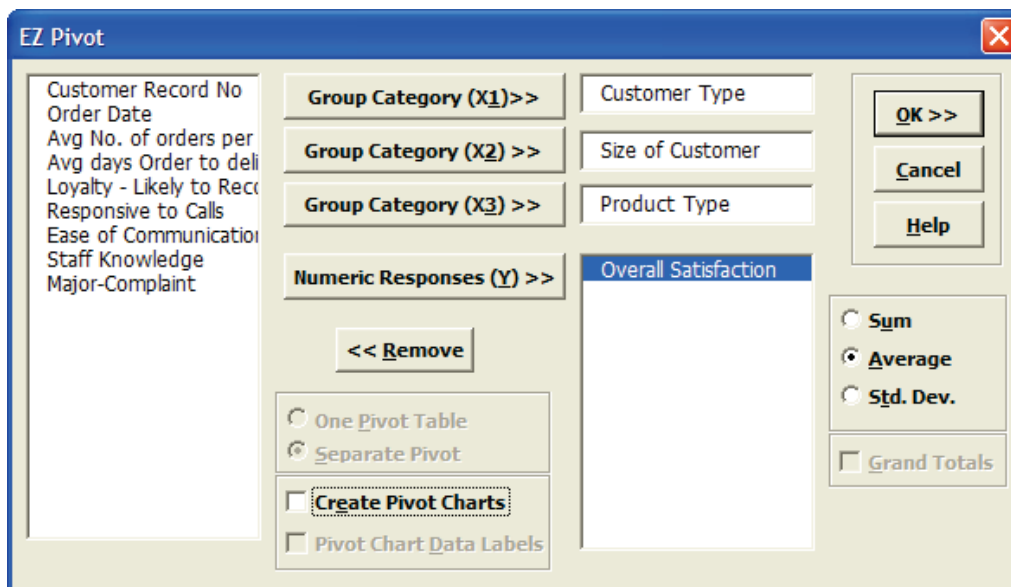 EZ Pivot
Customer Record No
Order Date
Avg No. of orders per
Avg days Order to deli
Loyalty - Likely to Reco
Responsive to Calls
Ease of Communication
Staff Knowledge
Major-Complaint
Group Category (X1)>>
Customer Type
Group Category (X2) >>
Size of Customer
Group Category (X3) >>
Product Type
Numeric Responses (Y) >>
Overall Satisfaction
<< Remove
One Pivot Table
Separate Pivot
Create Pivot Charts
Pivot Chart Data Labels
OK >>
Cancel
Help
Sum
Average
Std. Dev.
Grand Totals